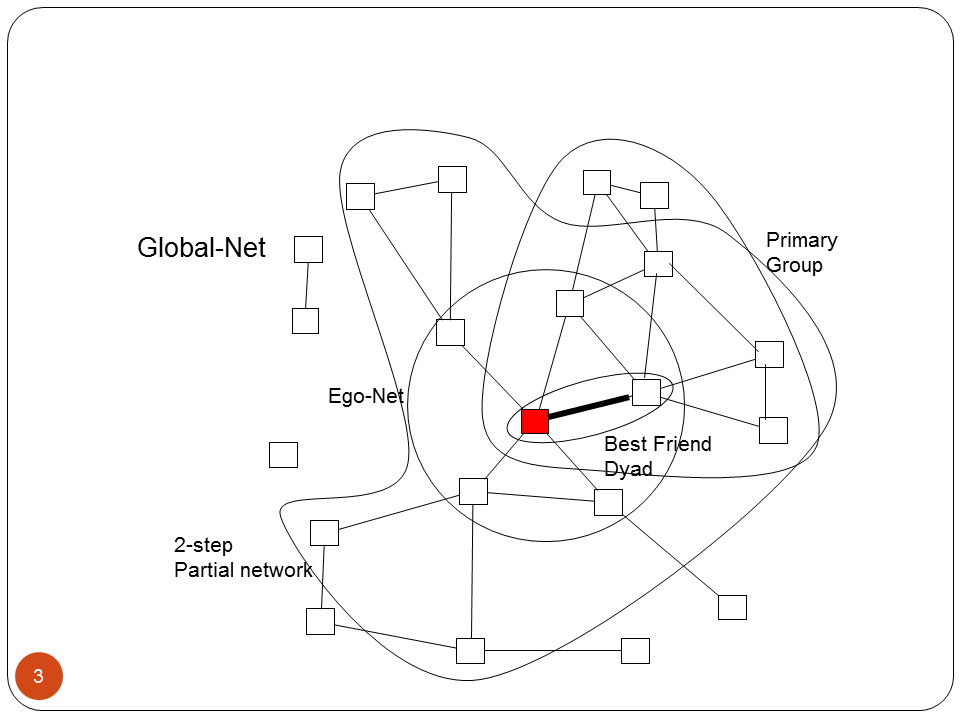 Primary
Group
Global-Net
Ego-Net
Best Friend
Dyad
2-step
Partial network
3